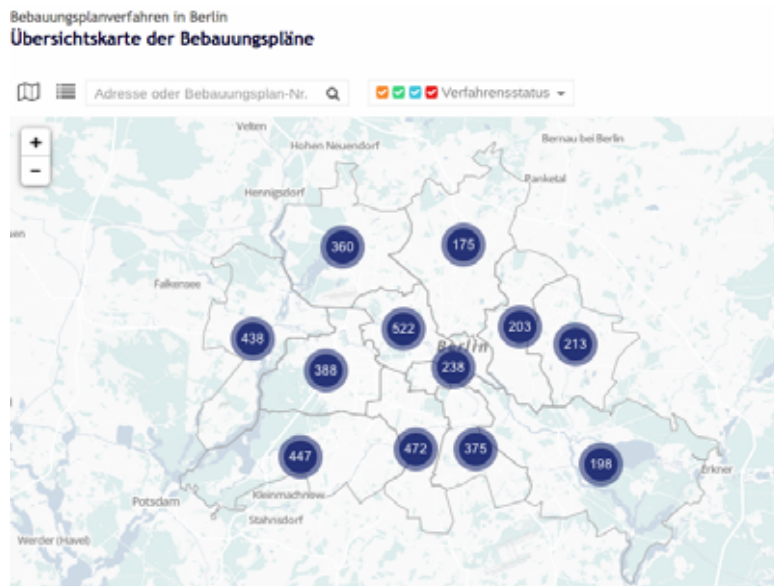 Bebauungsplanverfahren in Berlin
Übersichtskarte der Bebauungspläne
Adresse oder Bebauungsplan-Nr.
Verfahrensstatus
+
−
Velten
Hohen Neuendorf
Bernau bei Berlin
Panketal
Hennigsdorf
en
360
175
Falkensee
438
522
203
Berlin
213
388
238
447
472
375
198
Erkner
Kleinmachnow
Potsdam
Stahnsdorf
Werder (Havel)